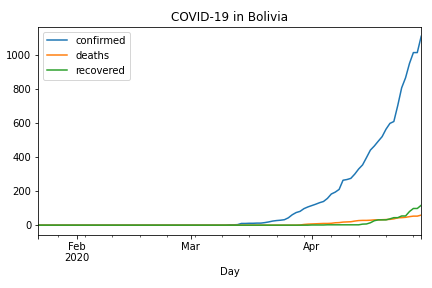 COVID-19 in Bolivia
confirmed
deaths
recovered
1000
800
600
400
200
0
Feb
2020
Mar
Apr
Day